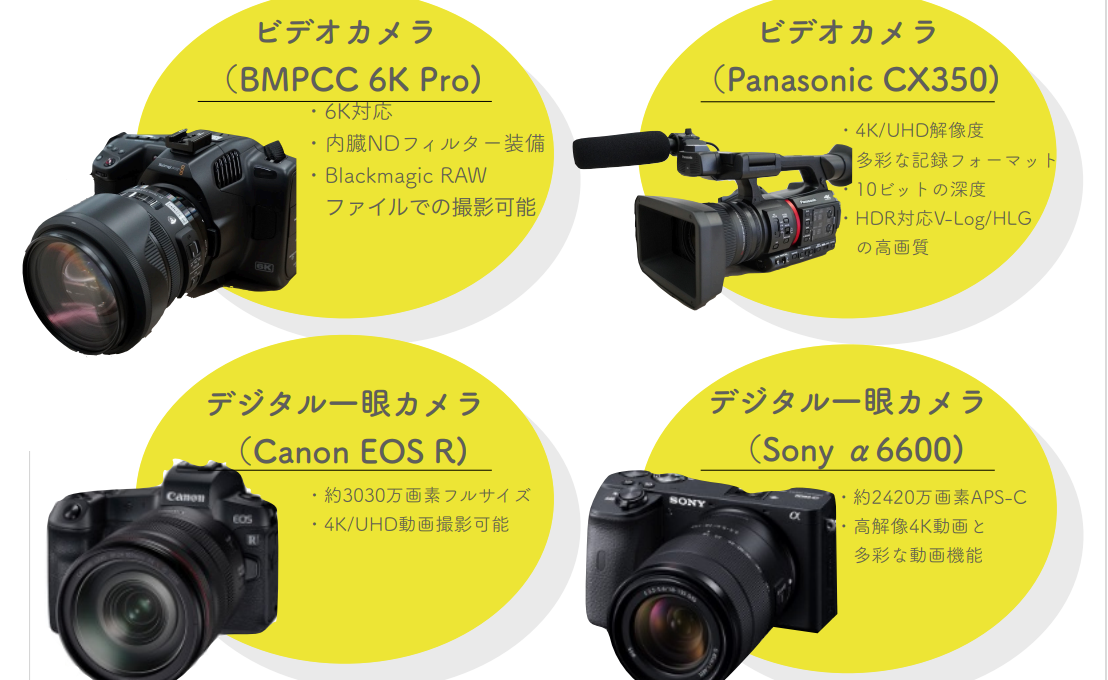 ビデオカメラ
（BMPCC 6K Pro）
・6K対応
・内臓NDフィルター装備
・Blackmagic RAW
ファイルでの撮影可能
6K
ビデオカメラ
（Panasonic CX350）
・4K/UHD解像度
多彩な記録フォーマット
・10ビットの深度
・HDR対応V-Log/HLG
の高画質
Panasonic
デジタル一眼カメラ
（Canon EOS R）
・約3030万画素フルサイズ
・4K/UHD動画撮影可能
Canon
EOS
R
デジタル一眼カメラ
（Sony α6600）
・約2420万画素APS-C
・高解像4K動画と
多彩な動画機能
SONY
α